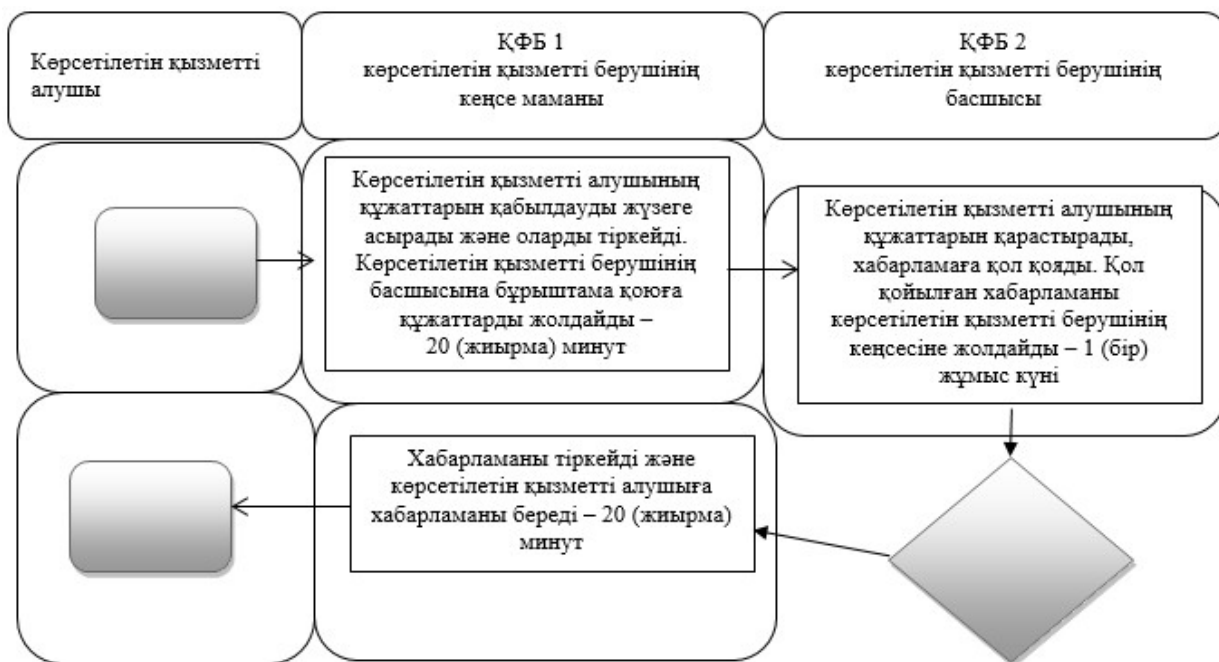 Көрсетілетін қызметті
алушы
ҚФБ 1
көрсетілетін қызметті берушінің
кеңсе маманы
ҚФБ 2
көрсетілетін қызметті берушінің
басшысы
Көрсетілетін қызметті алушының
құжаттарын қабылдауды жүзеге
асырады және оларды тіркейді.
Көрсетілетін қызметті берушінің
басшысына бұрыштама қоюға
құжаттарды жолдайды –
20 (жиырма) минут
Көрсетілетін қызметті алушының
құжаттарын қарастырады,
хабарламаға қол қояды. Қол
қойылған хабарламаны
көрсетілетін қызметті берушінің
кеңсесіне жолдайды – 1 (бір)
жұмыс күні
Хабарламаны тіркейді және
көрсетілетін қызметті алушыға
хабарламаны береді – 20 (жиырма)
минут